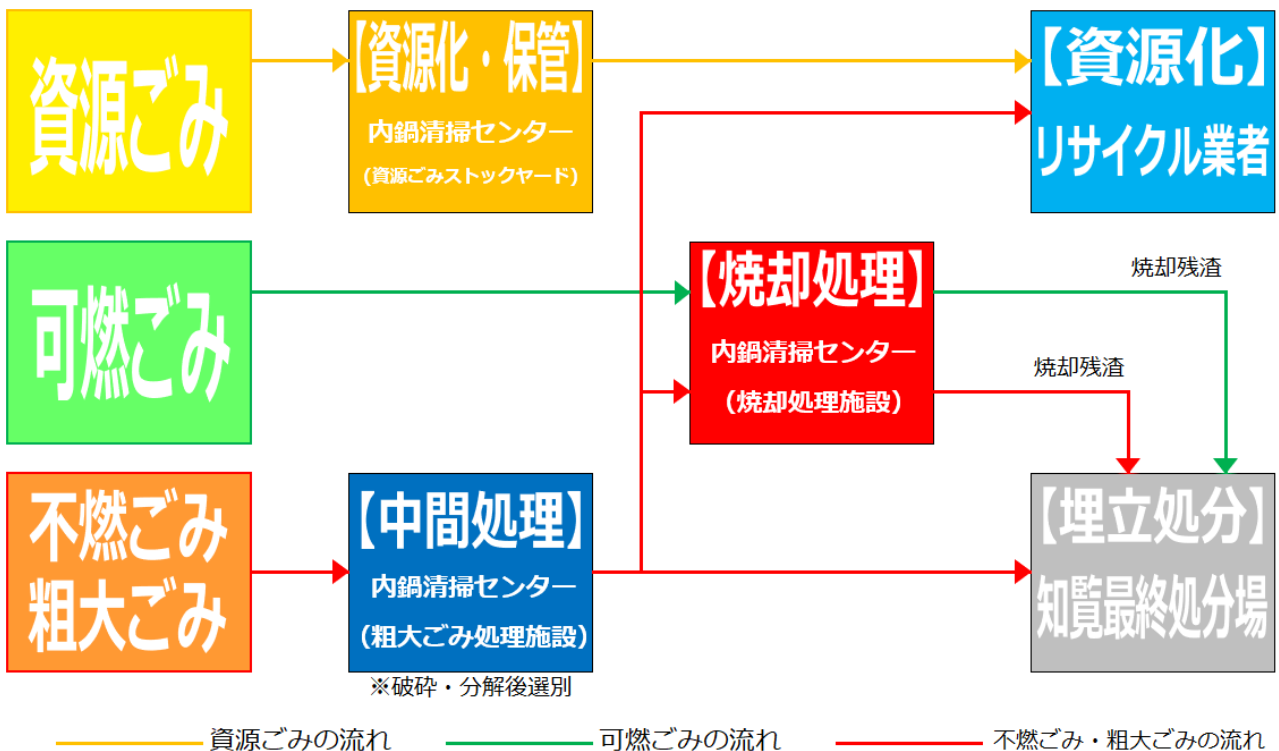 資源ごみ
【資源化・保管】
内鍋清掃センター
(資源ごみストックヤード)
【資源化】
リサイクル業者
可燃ごみ
【焼却処理】
内鍋清掃センター
(焼却処理施設)
焼却残渣
焼却残渣
不燃ごみ
粗大ごみ
【中間処理】
内鍋清掃センター
(粗大ごみ処理施設)
※破砕・分解後選別
【埋立処分】
知覧最終処分場
資源ごみの流れ
可燃ごみの流れ
不燃ごみ・粗大ごみの流れ